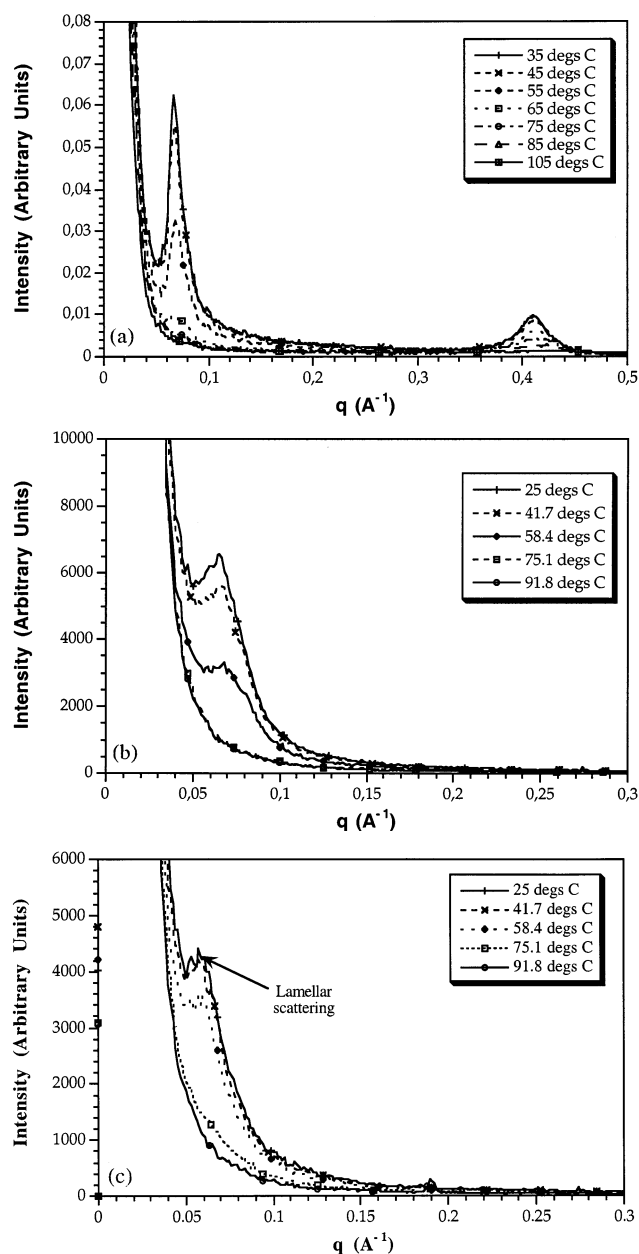 0,08
0,07
0,06
0,05
0,04
0,03
0,02
0,01
0
Intensity (Arbitrary Units)
35 degs C
45 degs C
55 degs C
65 degs C
75 degs C
85 degs C
105 degs C
(a)
0 0,1 0,2 0,3 0,4 0,5
q (A⁻¹)
10000
8000
6000
4000
2000
0
Intensity (Arbitrary Units)
25 degs C
41.7 degs C
58.4 degs C
75.1 degs C
91.8 degs C
(b)
0 0,05 0,1 0,15 0,2 0,25 0,3
q (A⁻¹)
6000
5000
4000
3000
2000
1000
0
Intensity (Arbitrary Units)
25 degs C
41.7 degs C
58.4 degs C
75.1 degs C
91.8 degs C
Lamellar
scattering
(c)
0 0.05 0.1 0.15 0.2 0.25 0.3
q (A⁻¹)